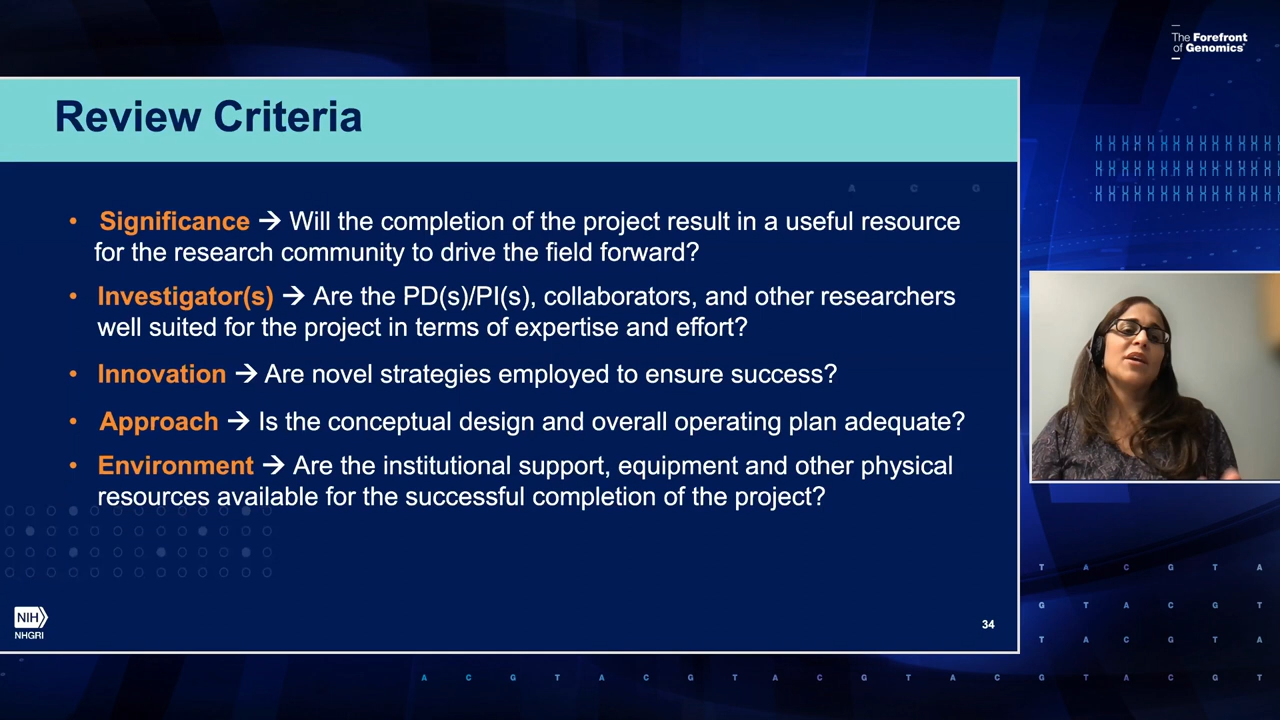 The Forefront
of Genomics
Review Criteria
A C G
• Significance → Will the completion of the project result in a useful resource
for the research community to drive the field forward?
• Investigator(s) → Are the PD(s)/PI(s), collaborators, and other researchers
well suited for the project in terms of expertise and effort?
• Innovation → Are novel strategies employed to ensure success?
• Approach → Is the conceptual design and overall operating plan adequate?
• Environment → Are the institutional support, equipment and other physical
resources available for the successful completion of the project?
T A C G T A
G T A C G T
NIH
NHGRI
34
T A C G T A
A C G T A C G T A C G T A C G T A C G T